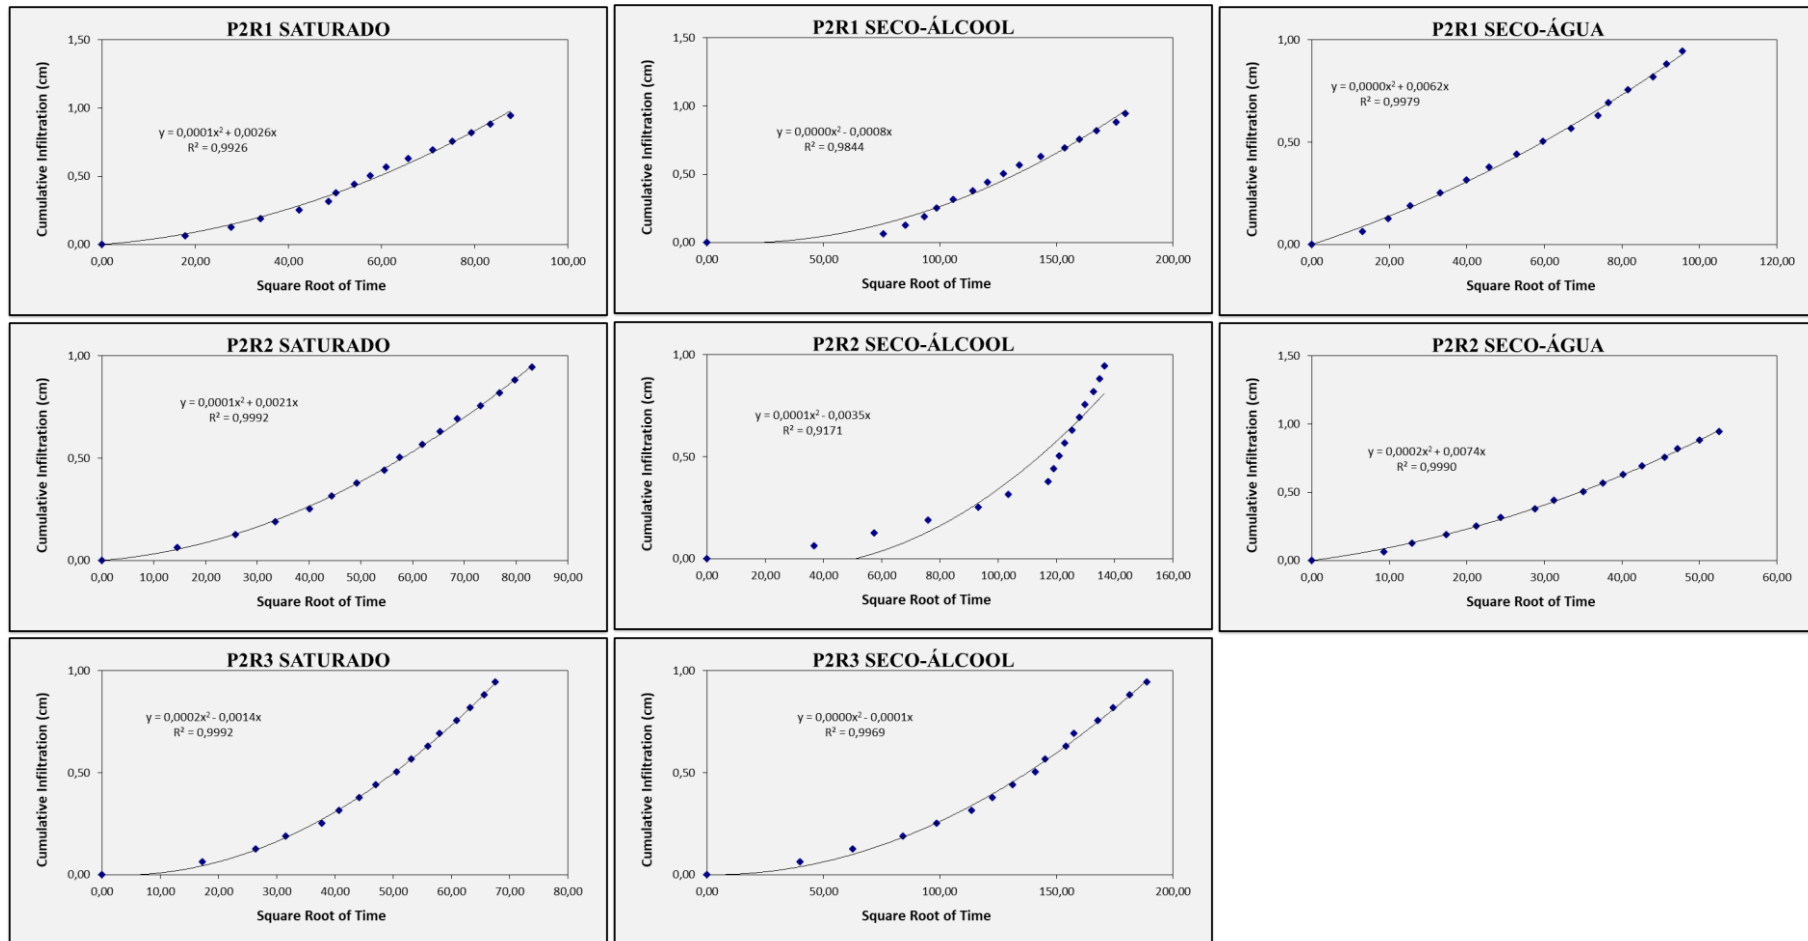 P2R1 SATURADO
1,50
1,00
0,50
0,00
Cumulative Infiltration (cm)
y = 0,0001x² + 0,0026x
R² = 0,9926
0,00 20,00 40,00 60,00 80,00 100,00
Square Root of Time
P2R1 SECO-ÁLCOOL
1,50
1,00
0,50
0,00
Cumulative Infiltration (cm)
y = 0,0000x² - 0,0008x
R² = 0,9844
0,00 50,00 100,00 150,00 200,00
Square Root of Time
P2R1 SECO-ÁGUA
1,00
0,50
0,00
Cumulative Infiltration (cm)
y = 0,0000x² + 0,0062x
R² = 0,9979
0,00 20,00 40,00 60,00 80,00 100,00 120,00
Square Root of Time
P2R2 SATURADO
1,00
0,50
0,00
Cumulative Infiltration (cm)
y = 0,0001x² + 0,0021x
R² = 0,9992
0,00 10,00 20,00 30,00 40,00 50,00 60,00 70,00 80,00 90,00
Square Root of Time
P2R2 SECO-ÁLCOOL
1,00
0,50
0,00
Cumulative Infiltration (cm)
y = 0,0001x² - 0,0035x
R² = 0,9171
0,00 20,00 40,00 60,00 80,00 100,00 120,00 140,00 160,00
Square Root of Time
P2R2 SECO-ÁGUA
1,50
1,00
0,50
0,00
Cumulative Infiltration (cm)
y = 0,0002x² + 0,0074x
R² = 0,9990
0,00 10,00 20,00 30,00 40,00 50,00 60,00
Square Root of Time
P2R3 SATURADO
1,00
0,50
0,00
Cumulative Infiltration (cm)
y = 0,0002x² - 0,0014x
R² = 0,9992
0,00 10,00 20,00 30,00 40,00 50,00 60,00 70,00 80,00
Square Root of Time
P2R3 SECO-ÁLCOOL
1,00
0,50
0,00
Cumulative Infiltration (cm)
y = 0,0000x² - 0,0001x
R² = 0,9969
0,00 50,00 100,00 150,00 200,00
Square Root of Time